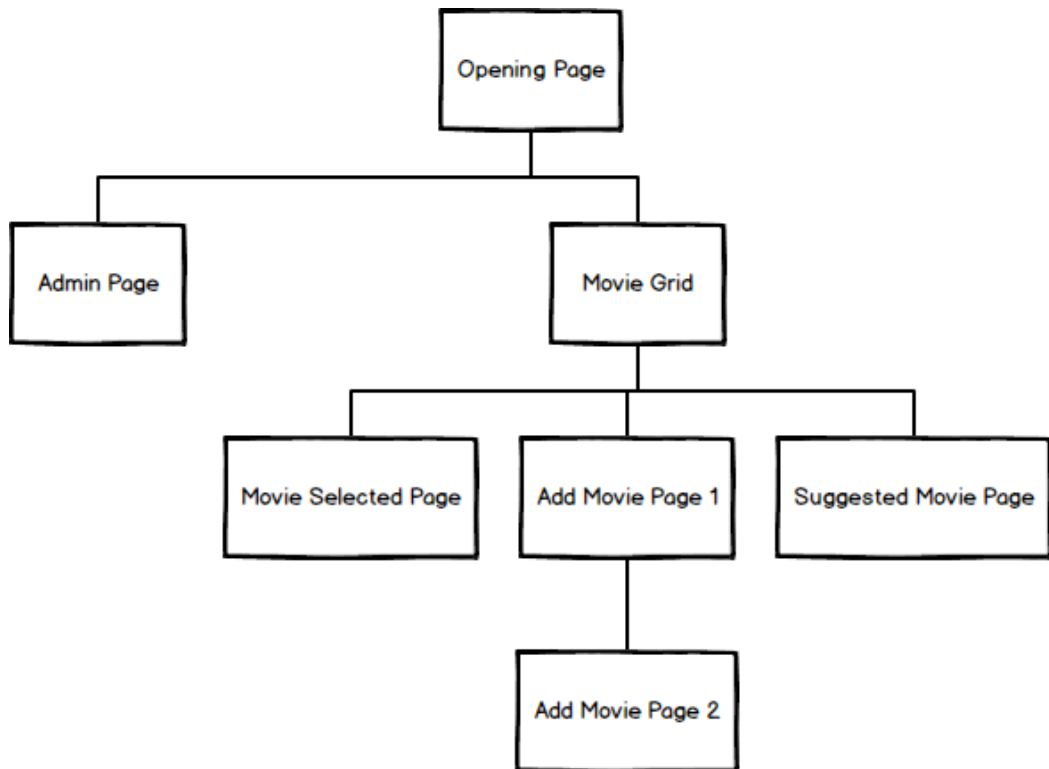 Opening Page
Admin Page
Movie Grid
Movie Selected Page
Add Movie Page 1
Suggested Movie Page
Add Movie Page 2